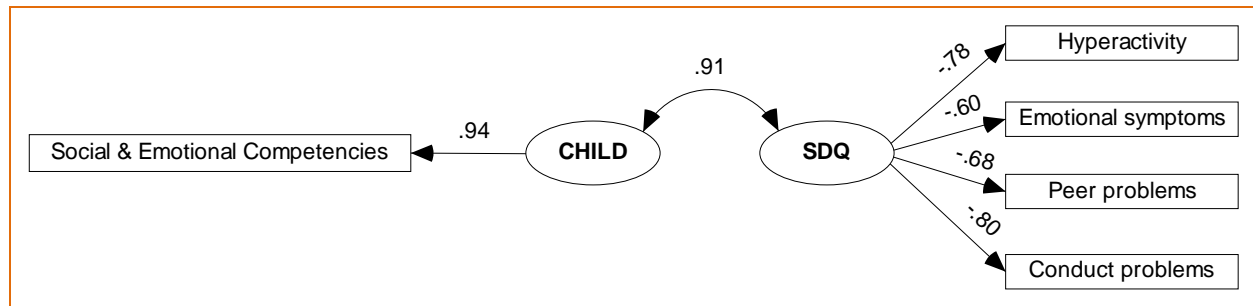 Hyperactivity
-.78
.91
-.60
Emotional symptoms
.94
Social & Emotional Competencies
CHILD
SDQ
-.68
Peer problems
-.80
Conduct problems